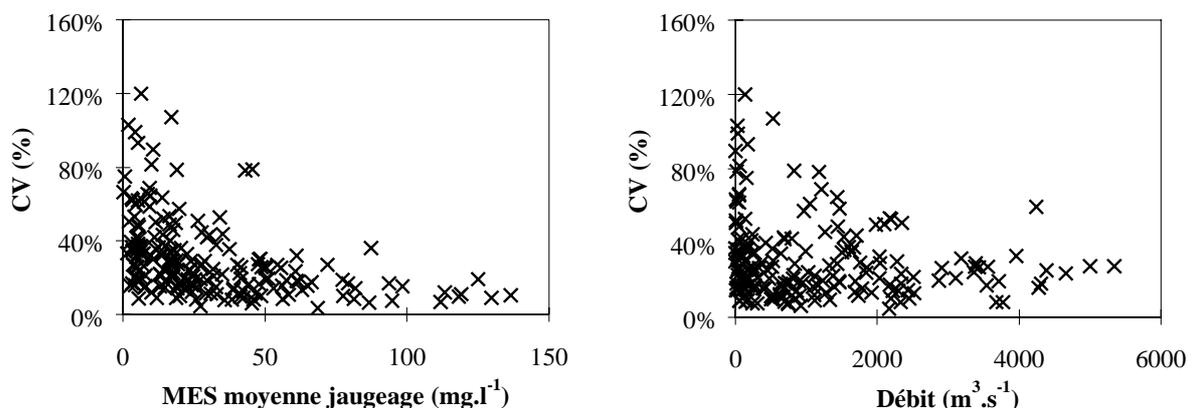 160%
120%
80%
40%
0%
CV (%)
0 50 100 150
MES moyenne jaugeage (mg.l⁻¹)
160%
120%
80%
40%
0%
CV (%)
0 2000 4000 6000
Débit (m³.s⁻¹)